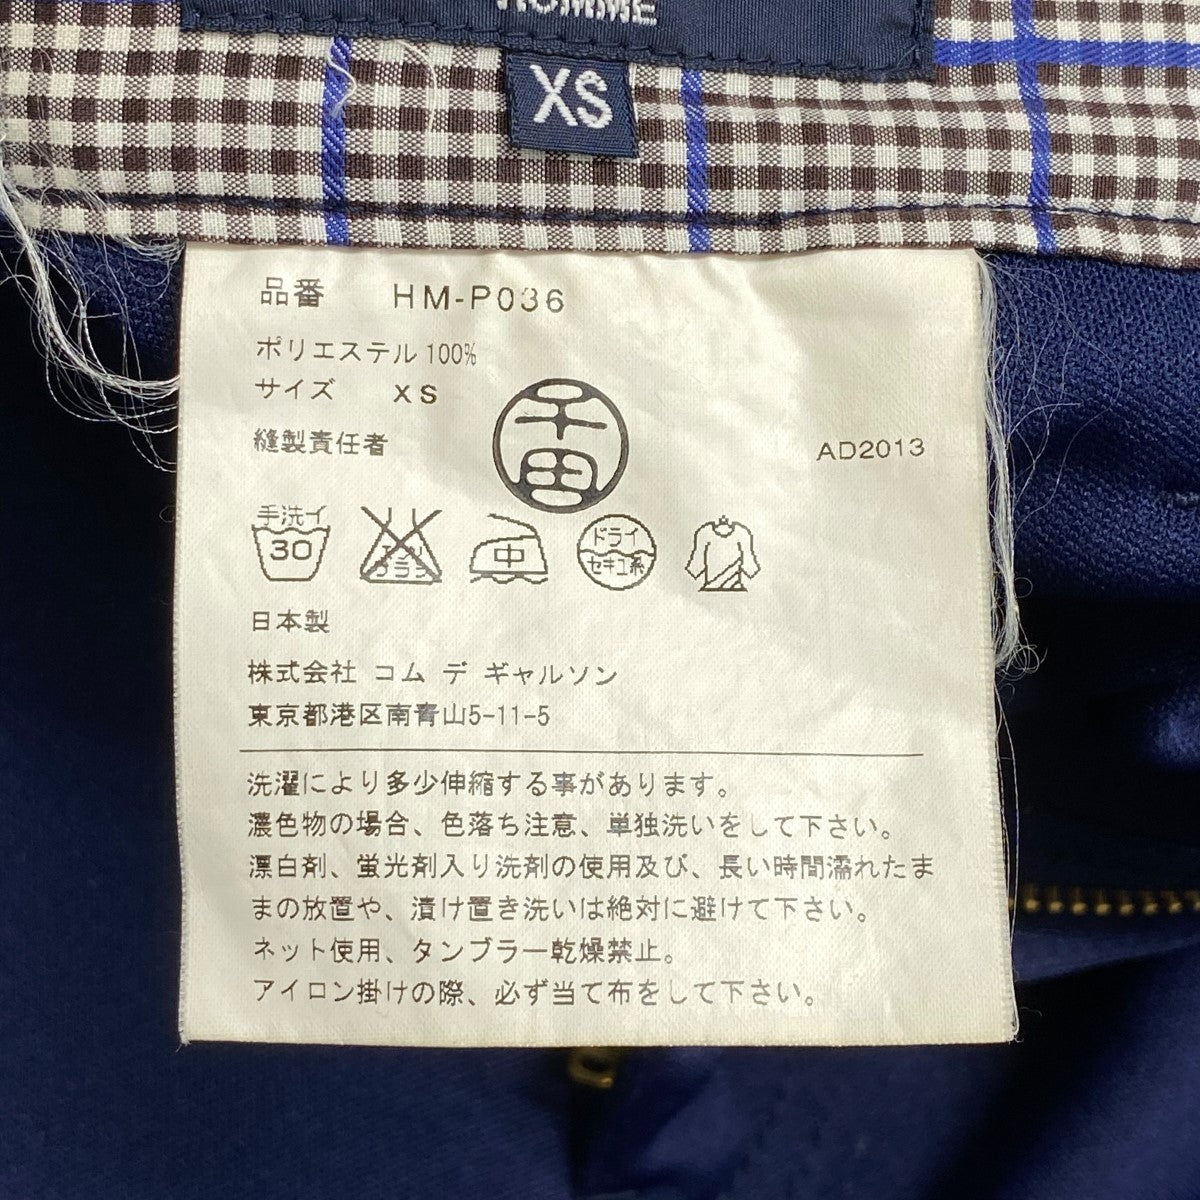 HOMME
XS
品番 HM-P036
ポリエステル 100%
サイズ XS
縫製責任者 千田 AD2013
手洗イ
30
エンソ
サラシ
中
ドライ
セキユ系
日本製
株式会社 コム デ ギャルソン
東京都港区南青山5-11-5
洗濯により多少伸縮する事があります。
濃色物の場合、色落ち注意、単独洗いをして下さい。
漂白剤、蛍光剤入り洗剤の使用及び、長い時間濡れたま
まの放置や、漬け置き洗いは絶対に避けて下さい。
ネット使用、タンブラー乾燥禁止。
アイロン掛けの際、必ず当て布をして下さい。